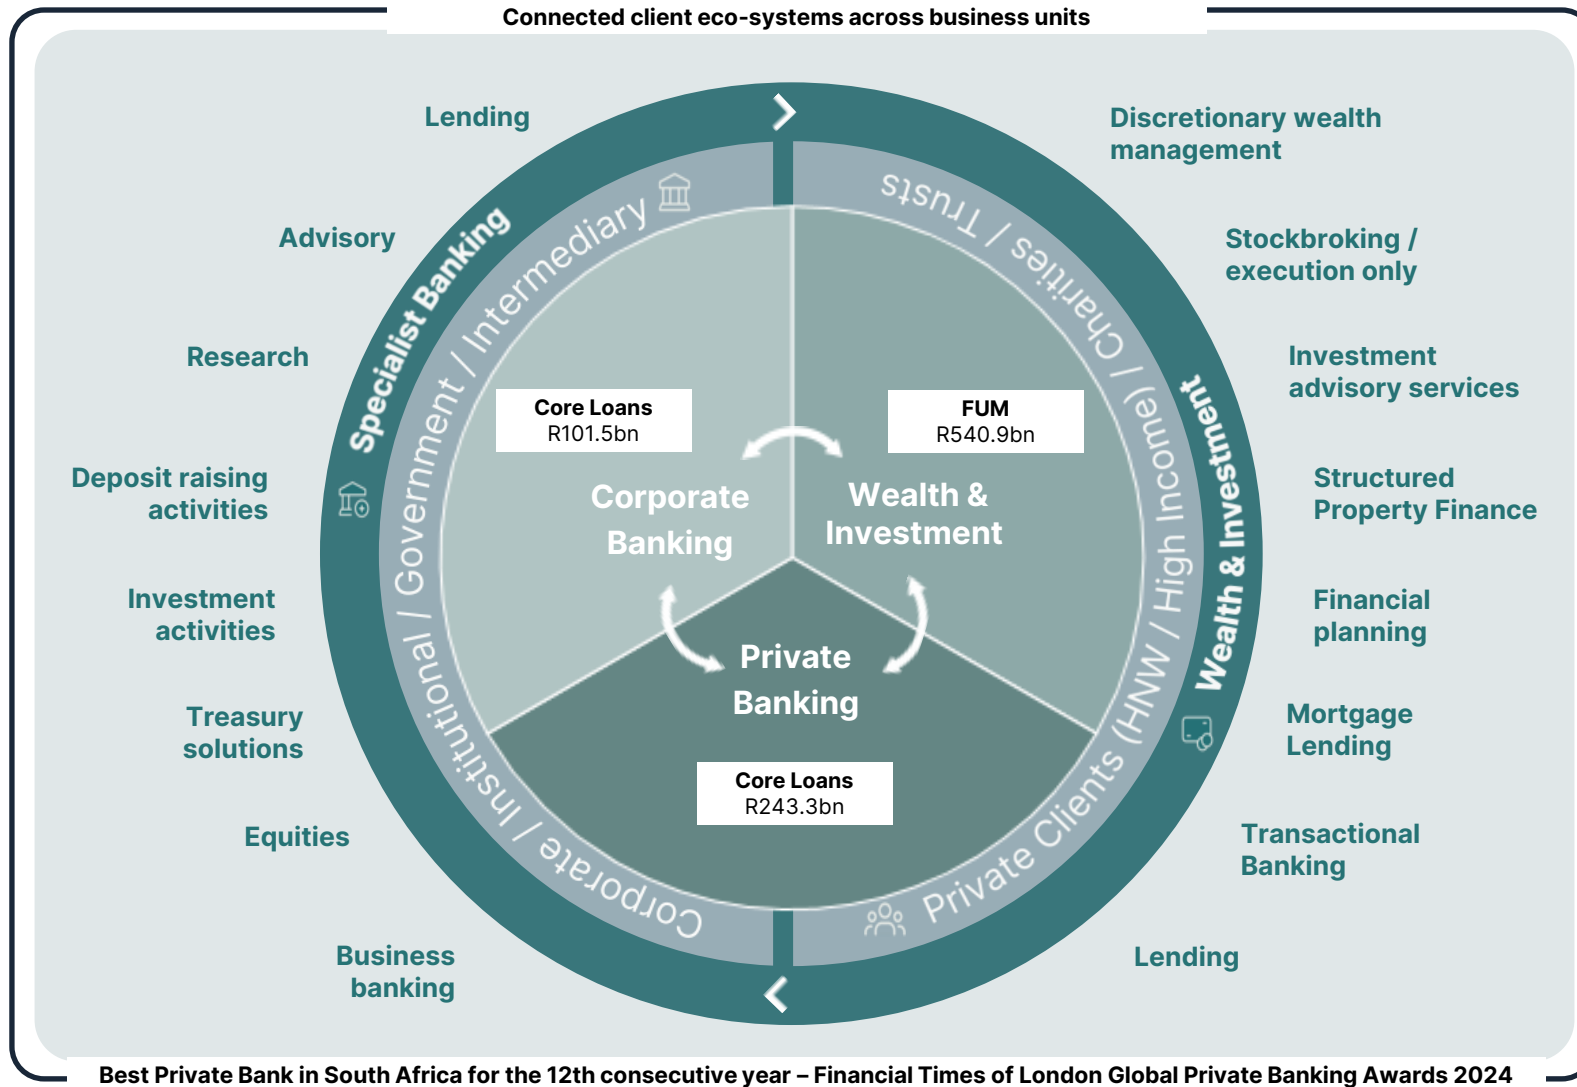 Connected client eco-systems across business units
Lending
Advisory
Research
Deposit raising
activities
Investment
activities
Treasury
solutions
Equities
Business
banking
Specialist Banking
Corporate / Institutional / Government / Intermediary
Core Loans
R101.5bn
Corporate
Banking
FUM
R540.9bn
Wealth &
Investment
Private
Banking
Core Loans
R243.3bn
Private Clients (HNW / High Income) / Charities / Trusts
Wealth & Investment
Discretionary wealth
management
Stockbroking /
execution only
Investment
advisory services
Structured
Property Finance
Financial
planning
Mortgage
Lending
Transactional
Banking
Lending
Best Private Bank in South Africa for the 12th consecutive year – Financial Times of London Global Private Banking Awards 2024